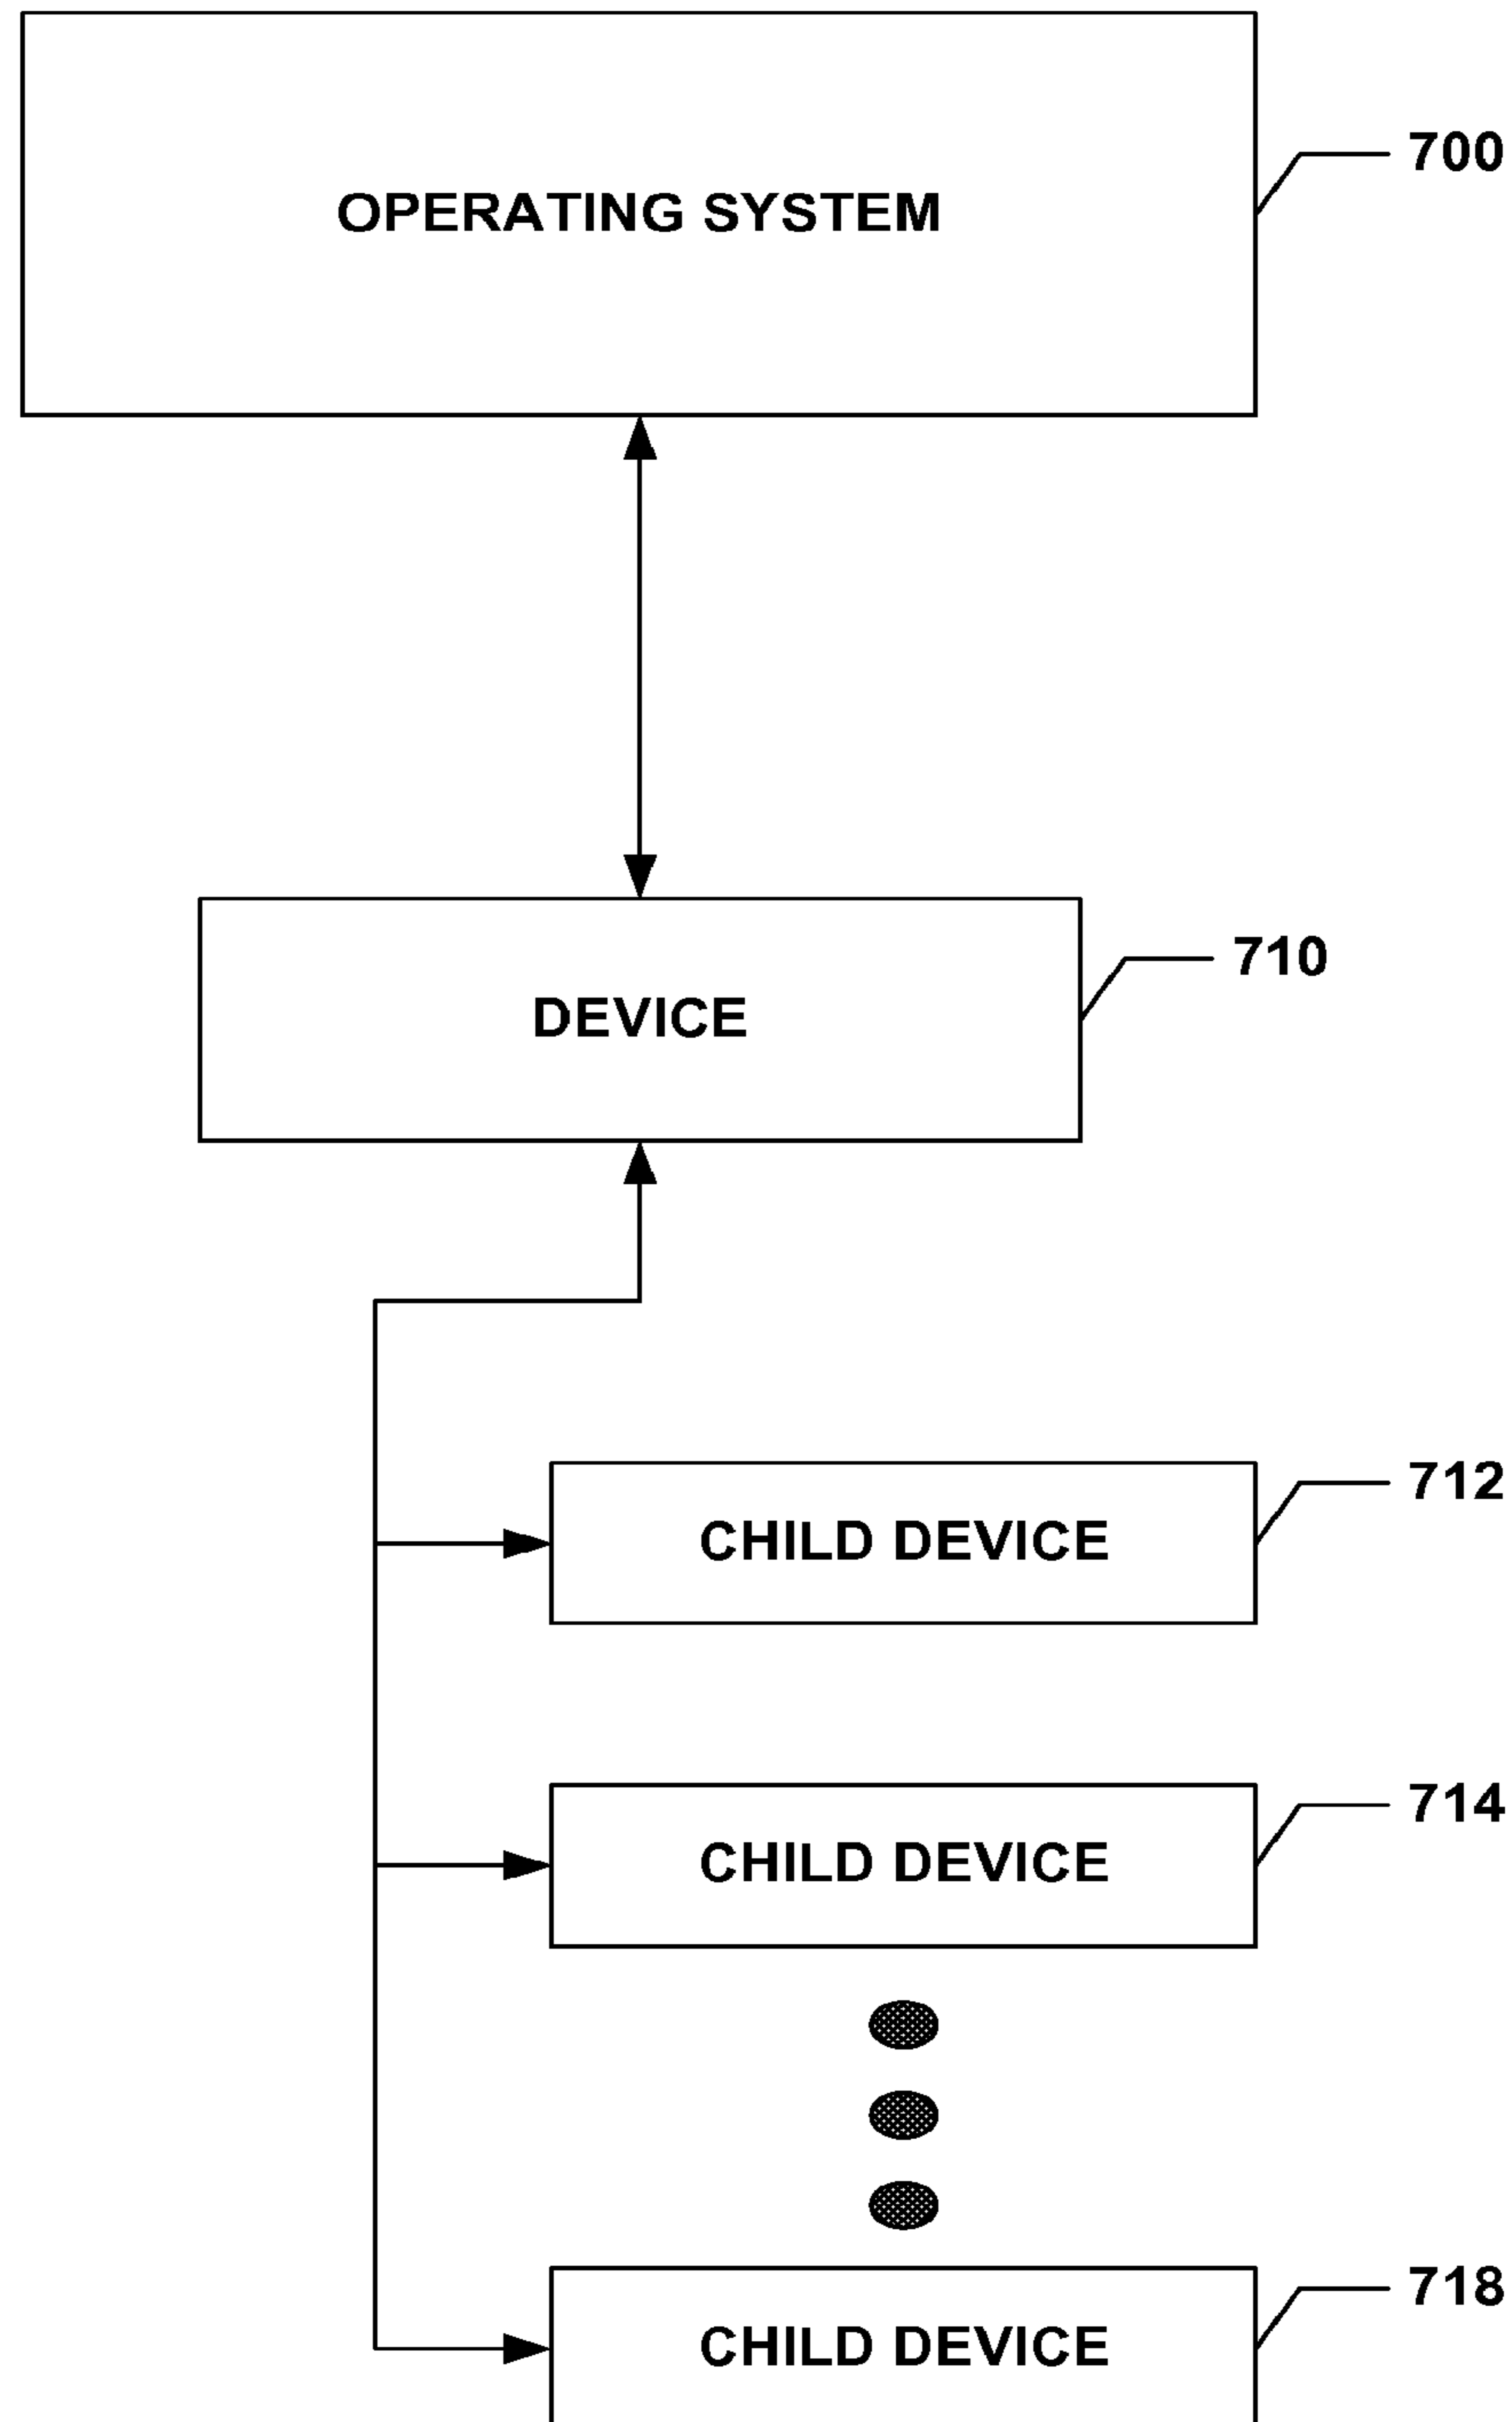 700
OPERATING SYSTEM
710
DEVICE
712
CHILD DEVICE
714
CHILD DEVICE
718
CHILD DEVICE